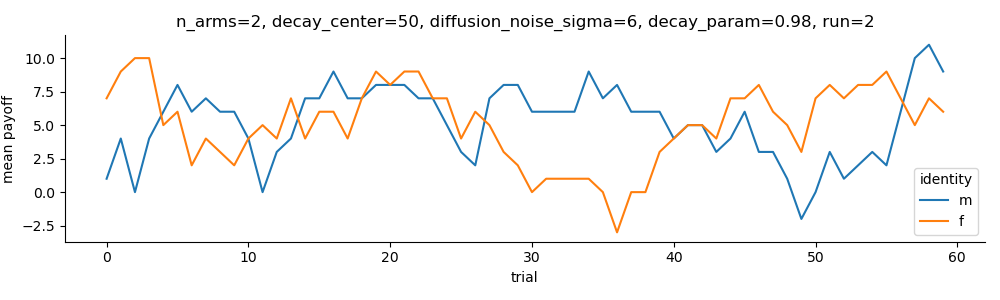 n_arms=2, decay_center=50, diffusion_noise_sigma=6, decay_param=0.98, run=2
mean payoff
10.0
7.5
5.0
2.5
0.0
−2.5
identity
m
f
0 10 20 30 40 50 60
trial